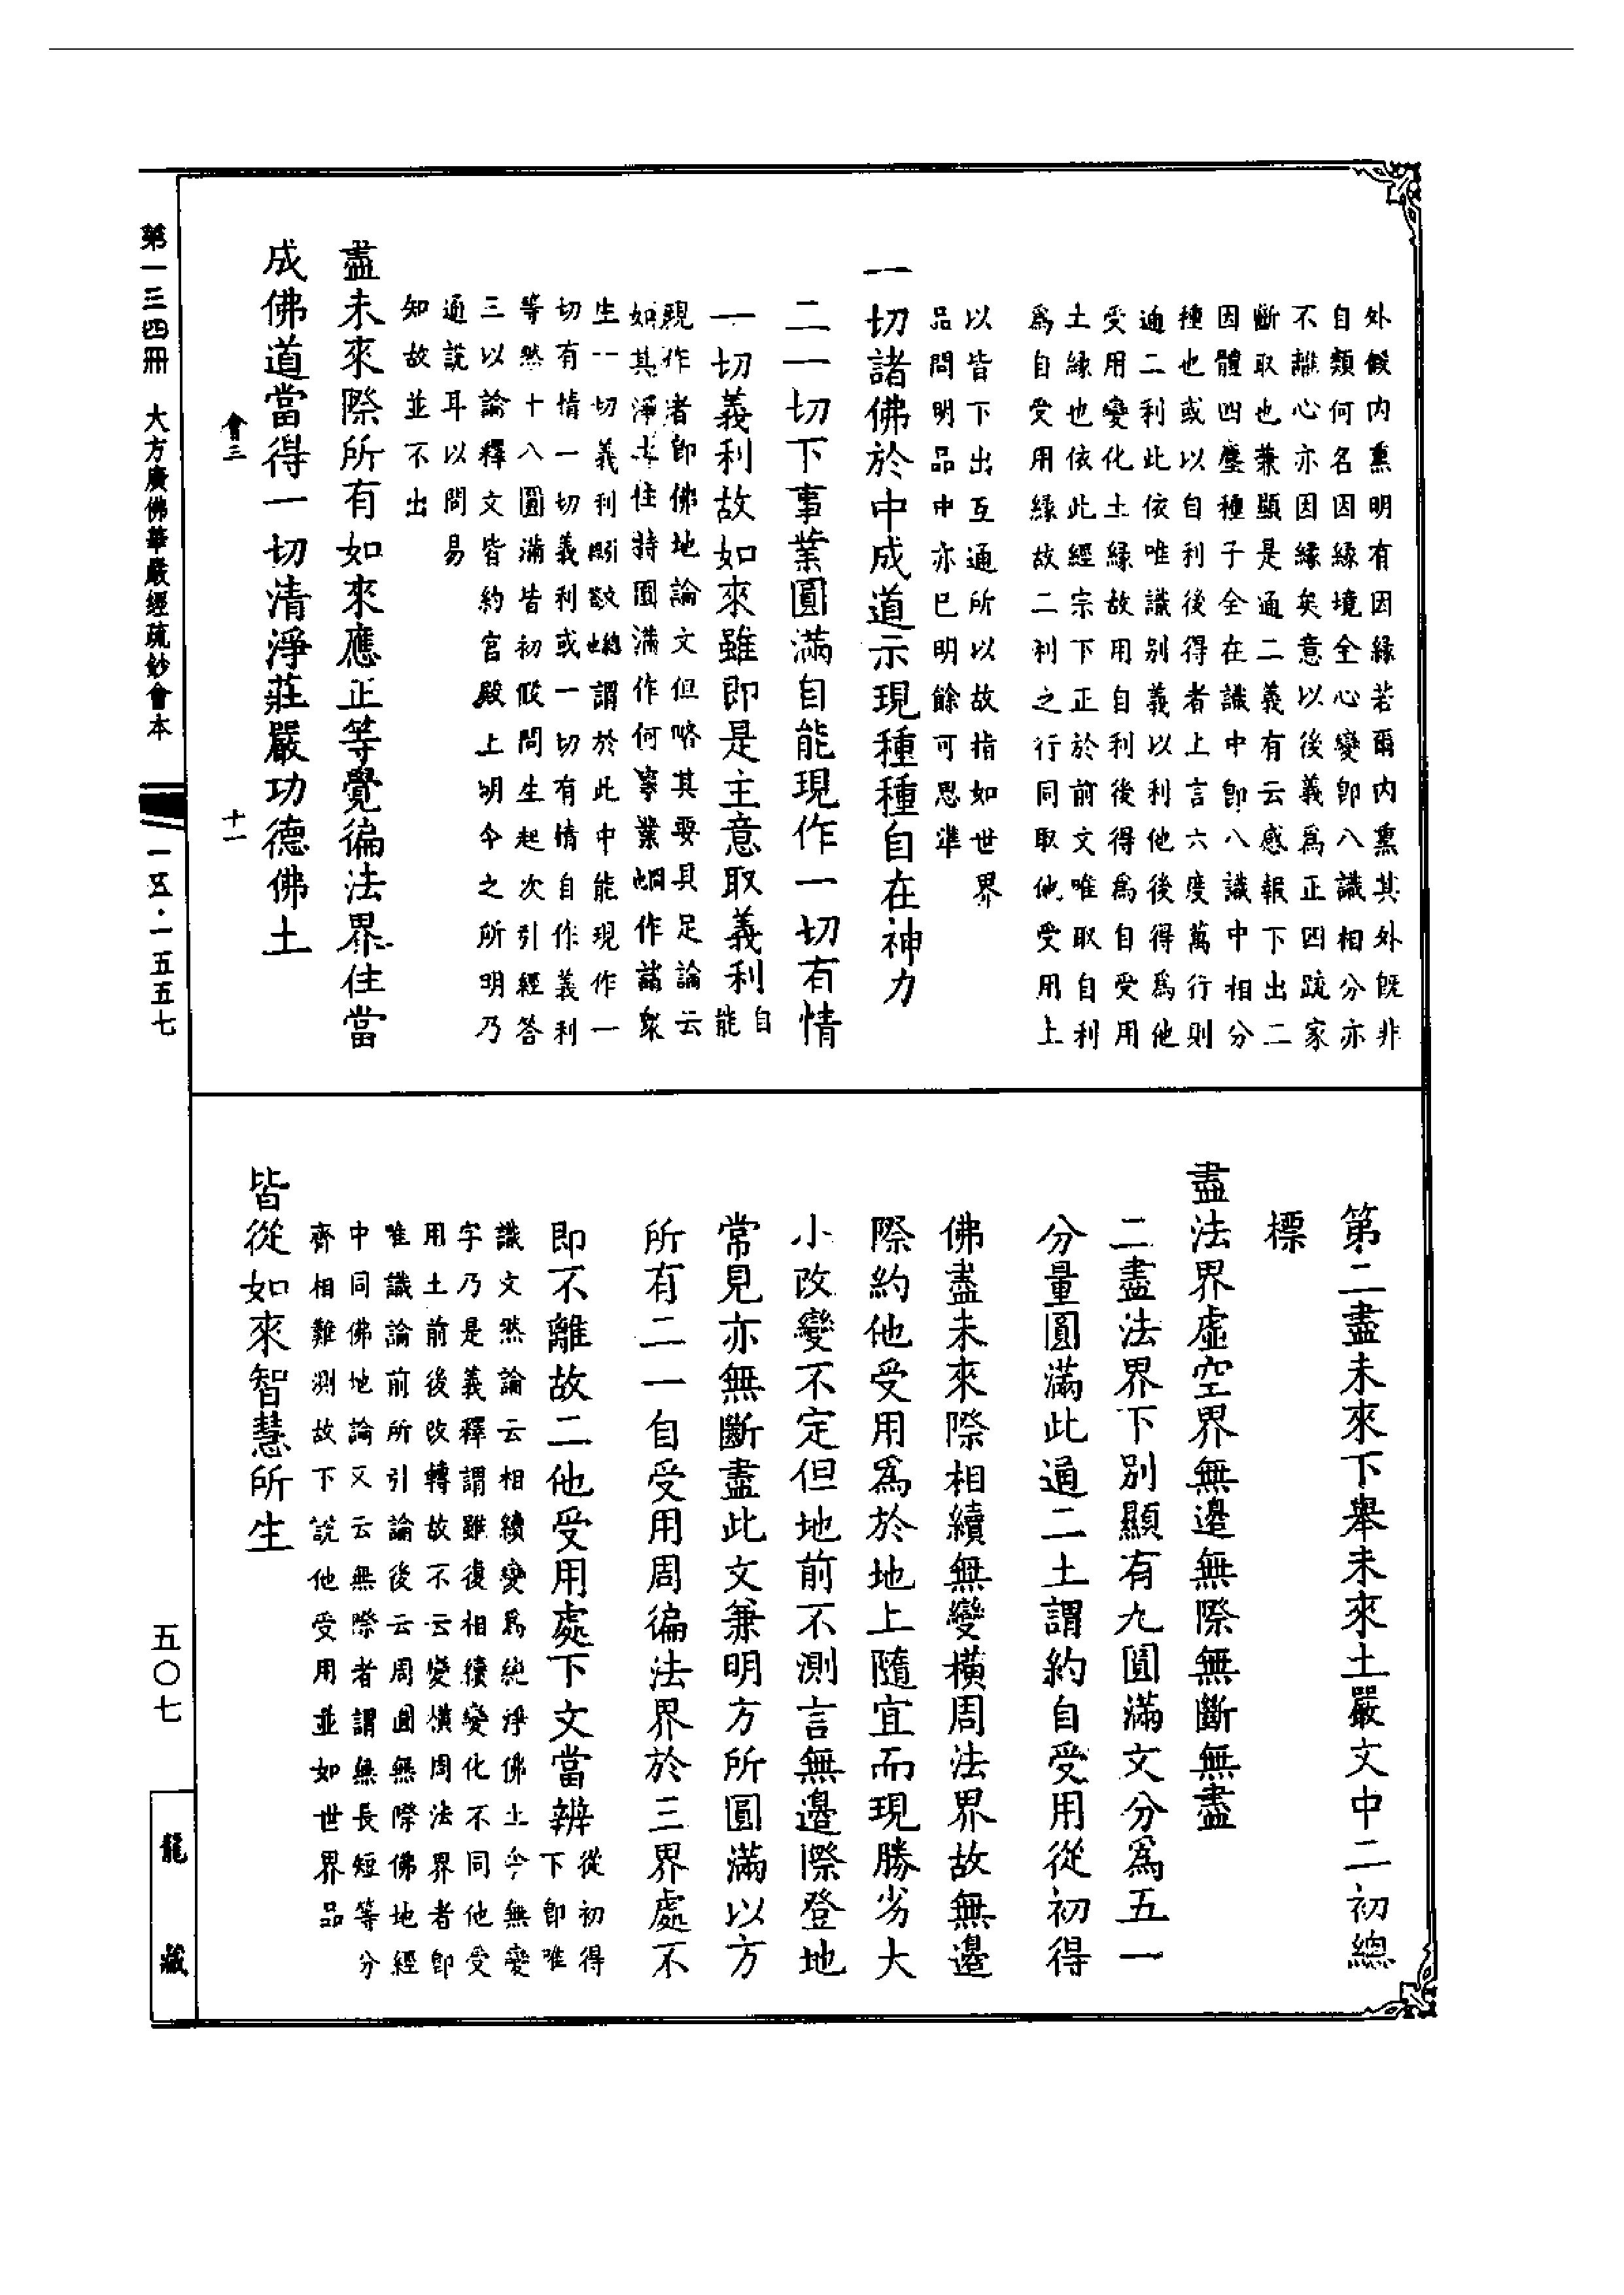 外假內熏明有因緣若爾內熏其外既非
自類何名因緣境全心變即八識相分亦
不離心亦因緣矣意以後義爲正四疏家
斷取也兼顯是通二義有云感報下出二
因體四塵種子全在識中即八識中相分
種也或以自利後得者上言六度萬行則
通二利此依唯識別義以利他後得爲他
受用變化土緣故用自利後得爲自受用
土緣也依此經宗下正於前文唯取自利
爲自受用緣故二利之行同取他受用上
以皆下出互通所以故指如世界
品問明品中亦已明餘可思準
一切諸佛於中成道示現種種自在神力
二一切下事業圓滿自能現作一切有情
一切義利故如來雖即是主意取義利自能
現作者即佛地論文但略其要具足論云
如其淨土住持圓滿作何事業 作諸眾
生一切義利 謂於此中能現作一
切有情一切義利或一切有情自作義利
等然十八圓滿皆初假問生起次引經答
三以論釋文皆約宮殿上明今之所明乃
通說耳以問易
知故並不出
盡未來際所有如來應正等覺徧法界住當
成佛道當得一切清淨莊嚴功德佛土
會三 十一
第二盡未來下舉未來土嚴文中二初總
標
盡法界虛空界無邊無際無斷無盡
二盡法界下別顯有九圓滿文分爲五一
分量圓滿此通二土謂約自受用從初得
佛盡未來際相續無變橫周法界故無邊
際約他受用爲於地上隨宜而現勝劣大
小改變不定但地前不測言無邊際登地
常見亦無斷盡此文兼明方所圓滿以方
所有二一自受用周徧法界於三界處不
即不離故二他受用處下文當辨從初得
下即唯
識文然論云相續變爲純淨佛土今無變
字乃是義釋謂雖復相續變化不同他受
用土前後改轉故不云變橫周法界者即
唯識論前所引論後云周圓無際佛地經
中同佛地論又云無際者謂無長短等分
齊相難測故下說他受用並如世界品
皆從如來智慧所生
第一三四冊 大方廣佛華嚴經疏鈔會本 一五·一五五七
五〇七
龍藏